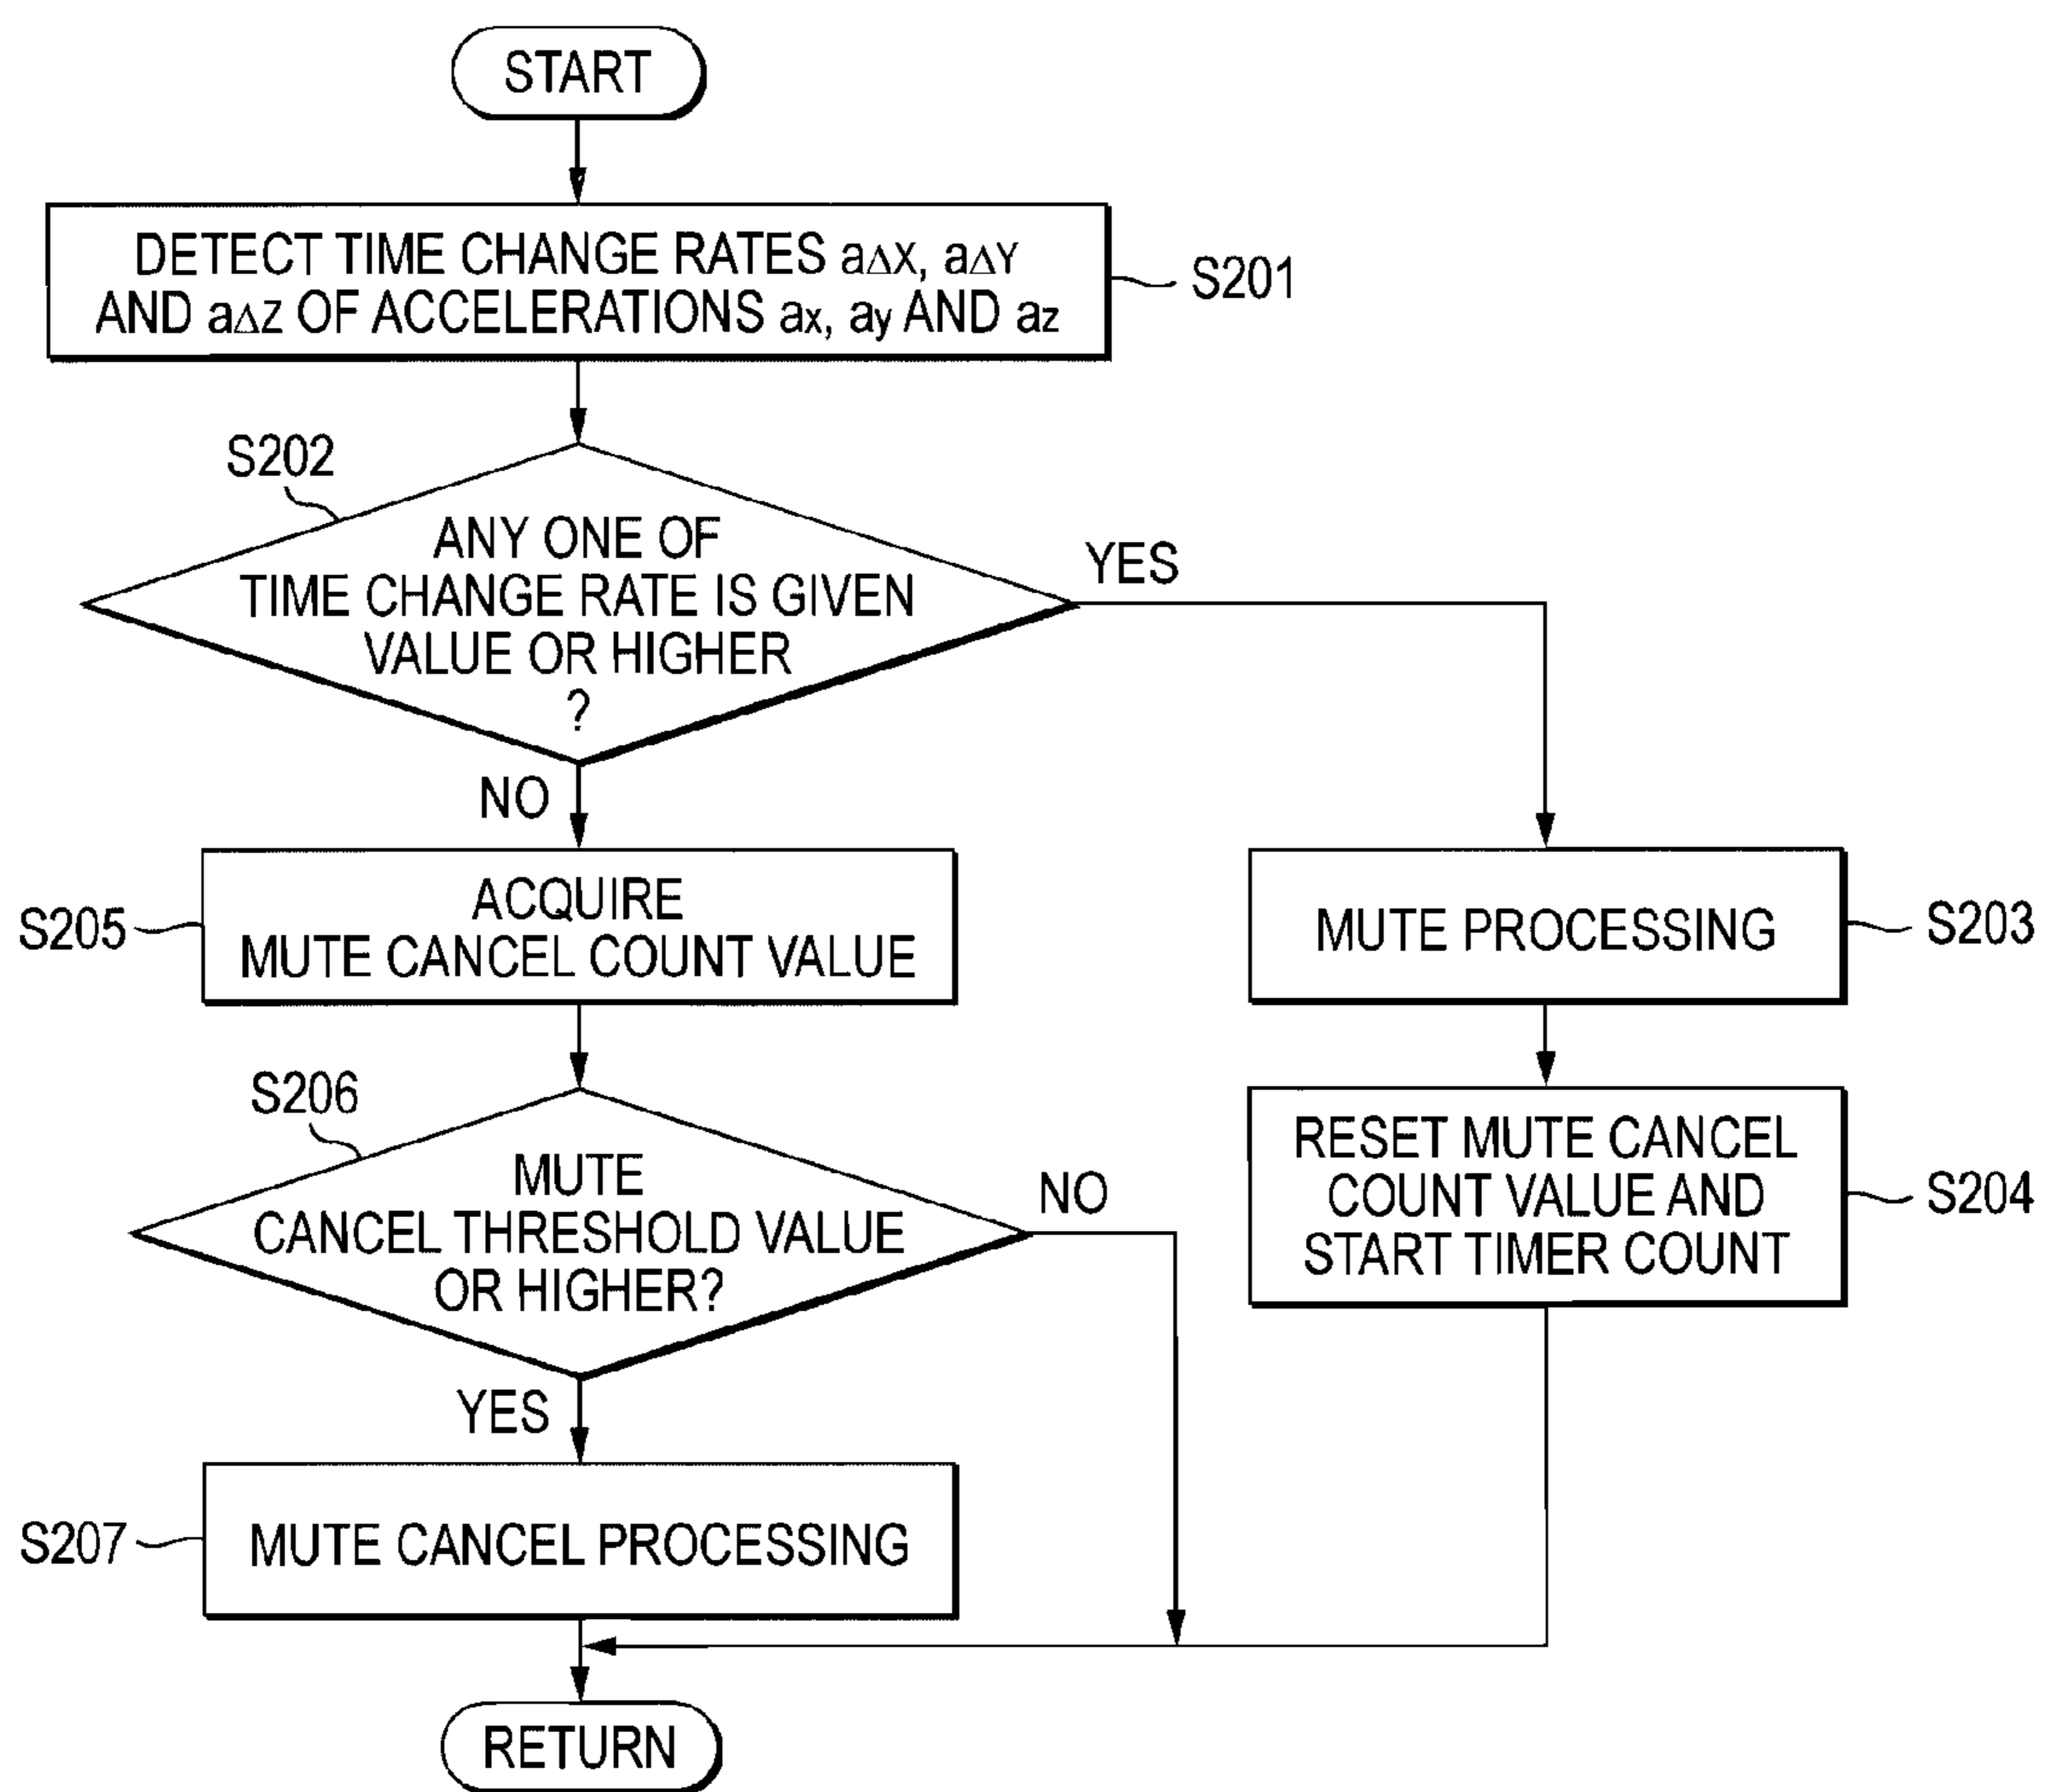 START
DETECT TIME CHANGE RATES a∆X, a∆Y
AND a∆Z OF ACCELERATIONS ax, ay AND az
S201
S202
ANY ONE OF
TIME CHANGE RATE IS GIVEN
VALUE OR HIGHER
?
YES
NO
ACQUIRE
MUTE CANCEL COUNT VALUE
S205
MUTE PROCESSING
S203
S206
MUTE
CANCEL THRESHOLD VALUE
OR HIGHER?
NO
YES
RESET MUTE CANCEL
COUNT VALUE AND
START TIMER COUNT
S204
MUTE CANCEL PROCESSING
S207
RETURN